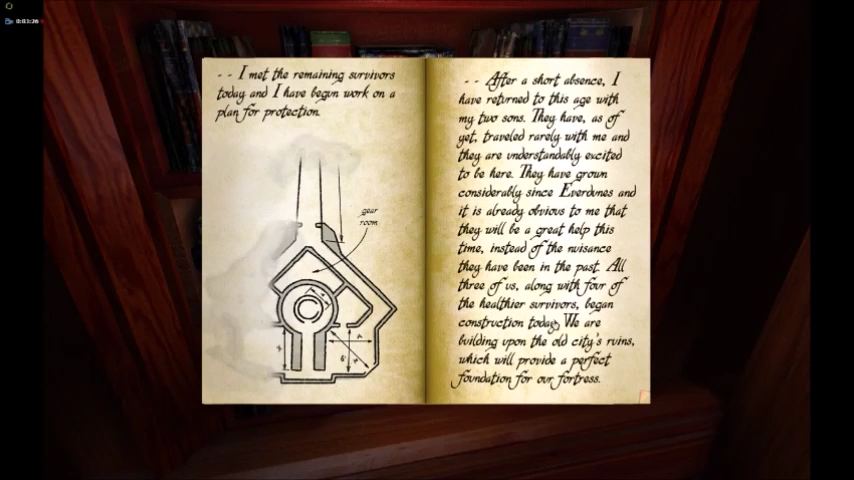 0:03:26
- - I met the remaining survivors
today and I have begun work on a
plan for protection.
gear
room
- - After a short absence, I
have returned to this age with
my two sons. They have, as of
yet, traveled rarely with me and
they are understandably excited
to be here. They have grown
considerably since Everdunes and
it is already obvious to me that
they will be a great help this
time, instead of the nuisance
they have been in the past. All
three of us, along with four of
the healthier survivors, began
construction today. We are
building upon the old city's ruins,
which will provide a perfect
foundation for our fortress.